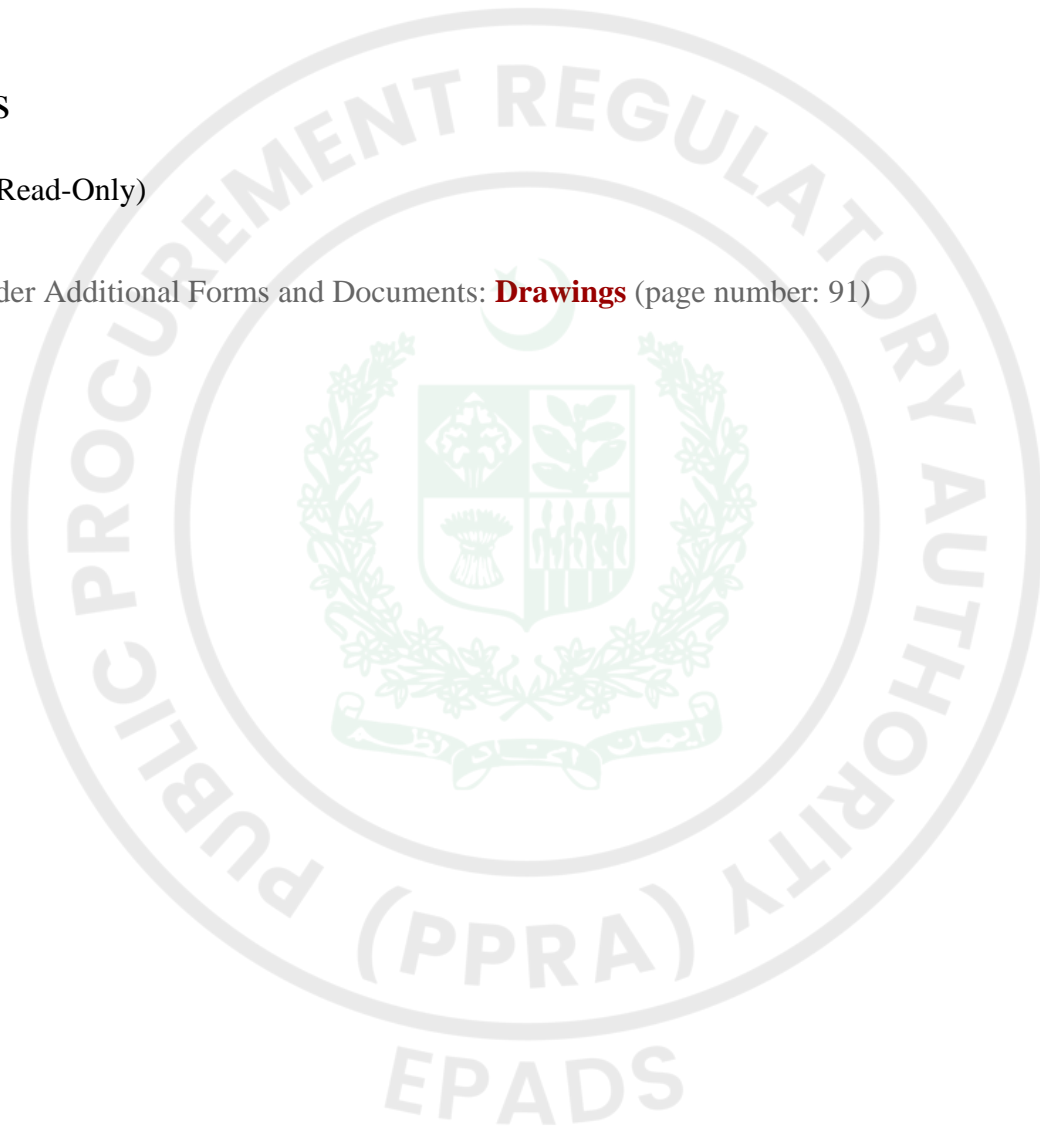 s
Read-Only)
der Additional Forms and Documents: Drawings (page number: 91)
PUBLIC PROCUREMENT REGULATORY AUTHORITY
(PPRA)
EPADS